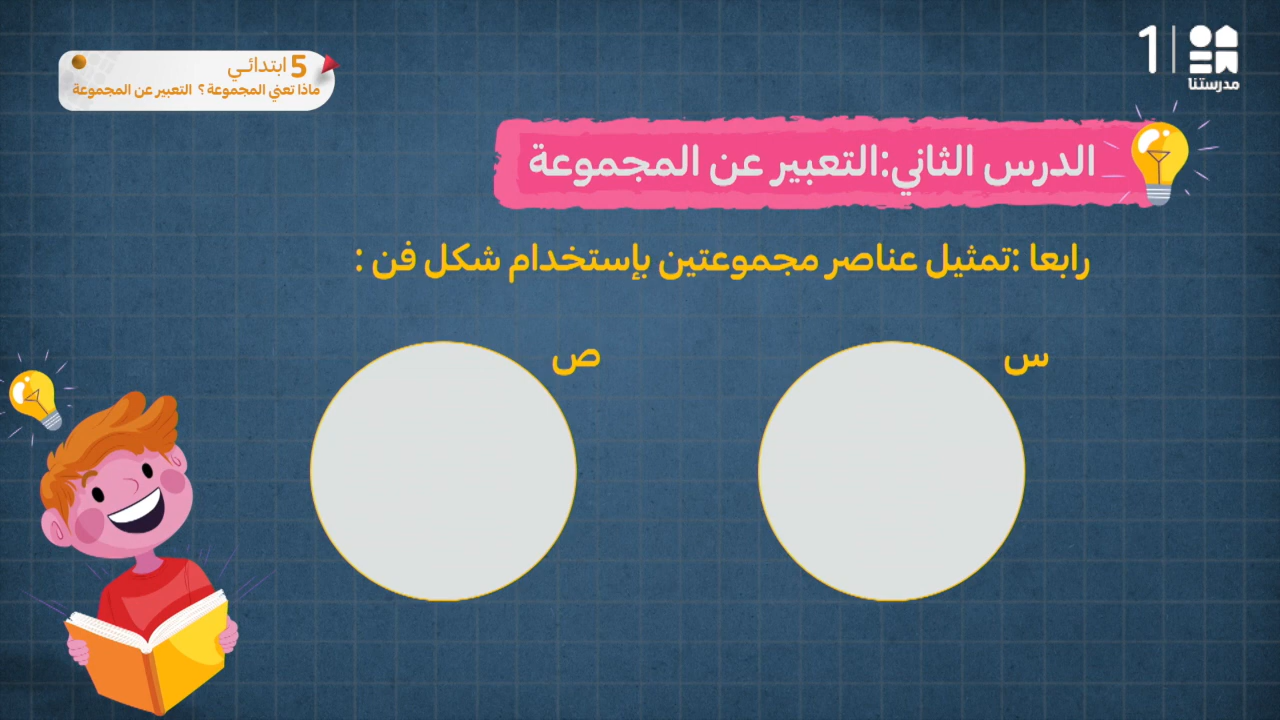 1
مدرستنا
5 ابتدائي
ماذا تعني المجموعة ؟ التعبير عن المجموعة
الدرس الثاني:التعبير عن المجموعة
رابعا :تمثيل عناصر مجموعتين بإستخدام شكل فن :
س
ص